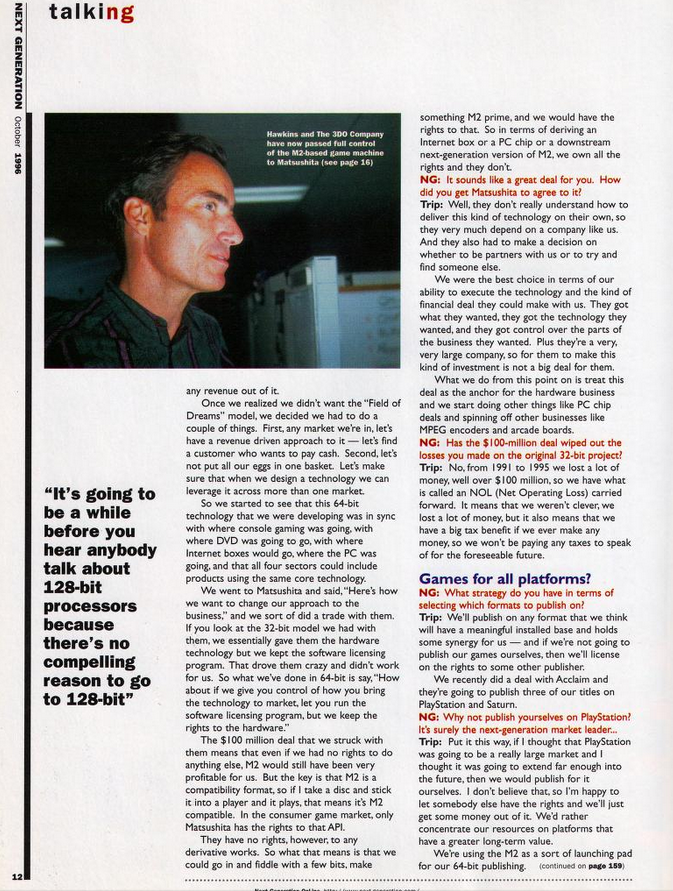 talking
NEXT GENERATION October 1996
Hawkins and The 3DO Company
have now passed full control
of the M2-based game machine
to Matsushita (see page 16)
"It's going to
be a while
before you
hear anybody
talk about
128-bit
processors
because
there's no
compelling
reason to go
to 128-bit"
any revenue out of it.
Once we realized we didn't want the "Field of
Dreams" model, we decided we had to do a
couple of things. First, any market we're in, let's
have a revenue driven approach to it — let's find
a customer who wants to pay cash. Second, let's
not put all our eggs in one basket. Let's make
sure that when we design a technology we can
leverage it across more than one market.
So we started to see that this 64-bit
technology that we were developing was in sync
with where console gaming was going, with
where DVD was going to go, with where
Internet boxes would go, where the PC was
going, and that all four sectors could include
products using the same core technology.
We went to Matsushita and said, "Here's how
we want to change our approach to the
business," and we sort of did a trade with them.
If you look at the 32-bit model we had with
them, we essentially gave them the hardware
technology but we kept the software licensing
program. That drove them crazy and didn't work
for us. So what we've done in 64-bit is say, "How
about if we give you control of how you bring
the technology to market, let you run the
software licensing program, but we keep the
rights to the hardware."
The $100 million deal that we struck with
them means that even if we had no rights to do
anything else, M2 would still have been very
profitable for us. But the key is that M2 is a
compatibility format, so if I take a disc and stick
it into a player and it plays, that means it's M2
compatible. In the consumer game market, only
Matsushita has the rights to that API.
They have no rights, however, to any
derivative works. So what that means is that we
could go in and fiddle with a few bits, make
something M2 prime, and we would have the
rights to that. So in terms of deriving an
Internet box or a PC chip or a downstream
next-generation version of M2, we own all the
rights and they don't.
NG: It sounds like a great deal for you. How
did you get Matsushita to agree to it?
Trip: Well, they don't really understand how to
deliver this kind of technology on their own, so
they very much depend on a company like us.
And they also had to make a decision on
whether to be partners with us or to try and
find someone else.
We were the best choice in terms of our
ability to execute the technology and the kind of
financial deal they could make with us. They got
what they wanted, they got the technology they
wanted, and they got control over the parts of
the business they wanted. Plus they're a very,
very large company, so for them to make this
kind of investment is not a big deal for them.
What we do from this point on is treat this
deal as the anchor for the hardware business
and we start doing other things like PC chip
deals and spinning off other businesses like
MPEG encoders and arcade boards.
NG: Has the $100-million deal wiped out the
losses you made on the original 32-bit project?
Trip: No, from 1991 to 1995 we lost a lot of
money, well over $100 million, so we have what
is called an NOL (Net Operating Loss) carried
forward. It means that we weren't clever, we
lost a lot of money, but it also means that we
have a big tax benefit if we ever make any
money, so we won't be paying any taxes to speak
of for the foreseeable future.
Games for all platforms?
NG: What strategy do you have in terms of
selecting which formats to publish on?
Trip: We'll publish on any format that we think
will have a meaningful installed base and holds
some synergy for us — and if we're not going to
publish our games ourselves, then we'll license
on the rights to some other publisher.
We recently did a deal with Acclaim and
they're going to publish three of our titles on
PlayStation and Saturn.
NG: Why not publish yourselves on PlayStation?
It's surely the next-generation market leader...
Trip: Put it this way, if I thought that PlayStation
was going to be a really large market and I
thought it was going to extend far enough into
the future, then we would publish for it
ourselves. I don't believe that, so I'm happy to
let somebody else have the rights and we'll just
get some money out of it. We'd rather
concentrate our resources on platforms that
have a greater long-term value.
We're using the M2 as a sort of launching pad
for our 64-bit publishing. (continued on page 159)
12